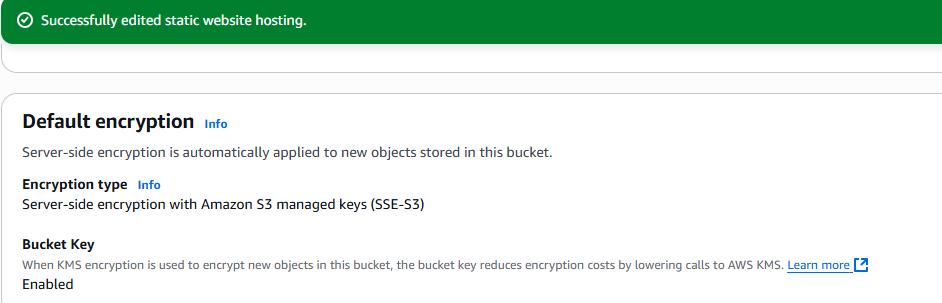 Successfully edited static website hosting.
Default encryption Info
Server-side encryption is automatically applied to new objects stored in this bucket.
Encryption type Info
Server-side encryption with Amazon S3 managed keys (SSE-S3)
Bucket Key
When KMS encryption is used to encrypt new objects in this bucket, the bucket key reduces encryption costs by lowering calls to AWS KMS. Learn more
Enabled